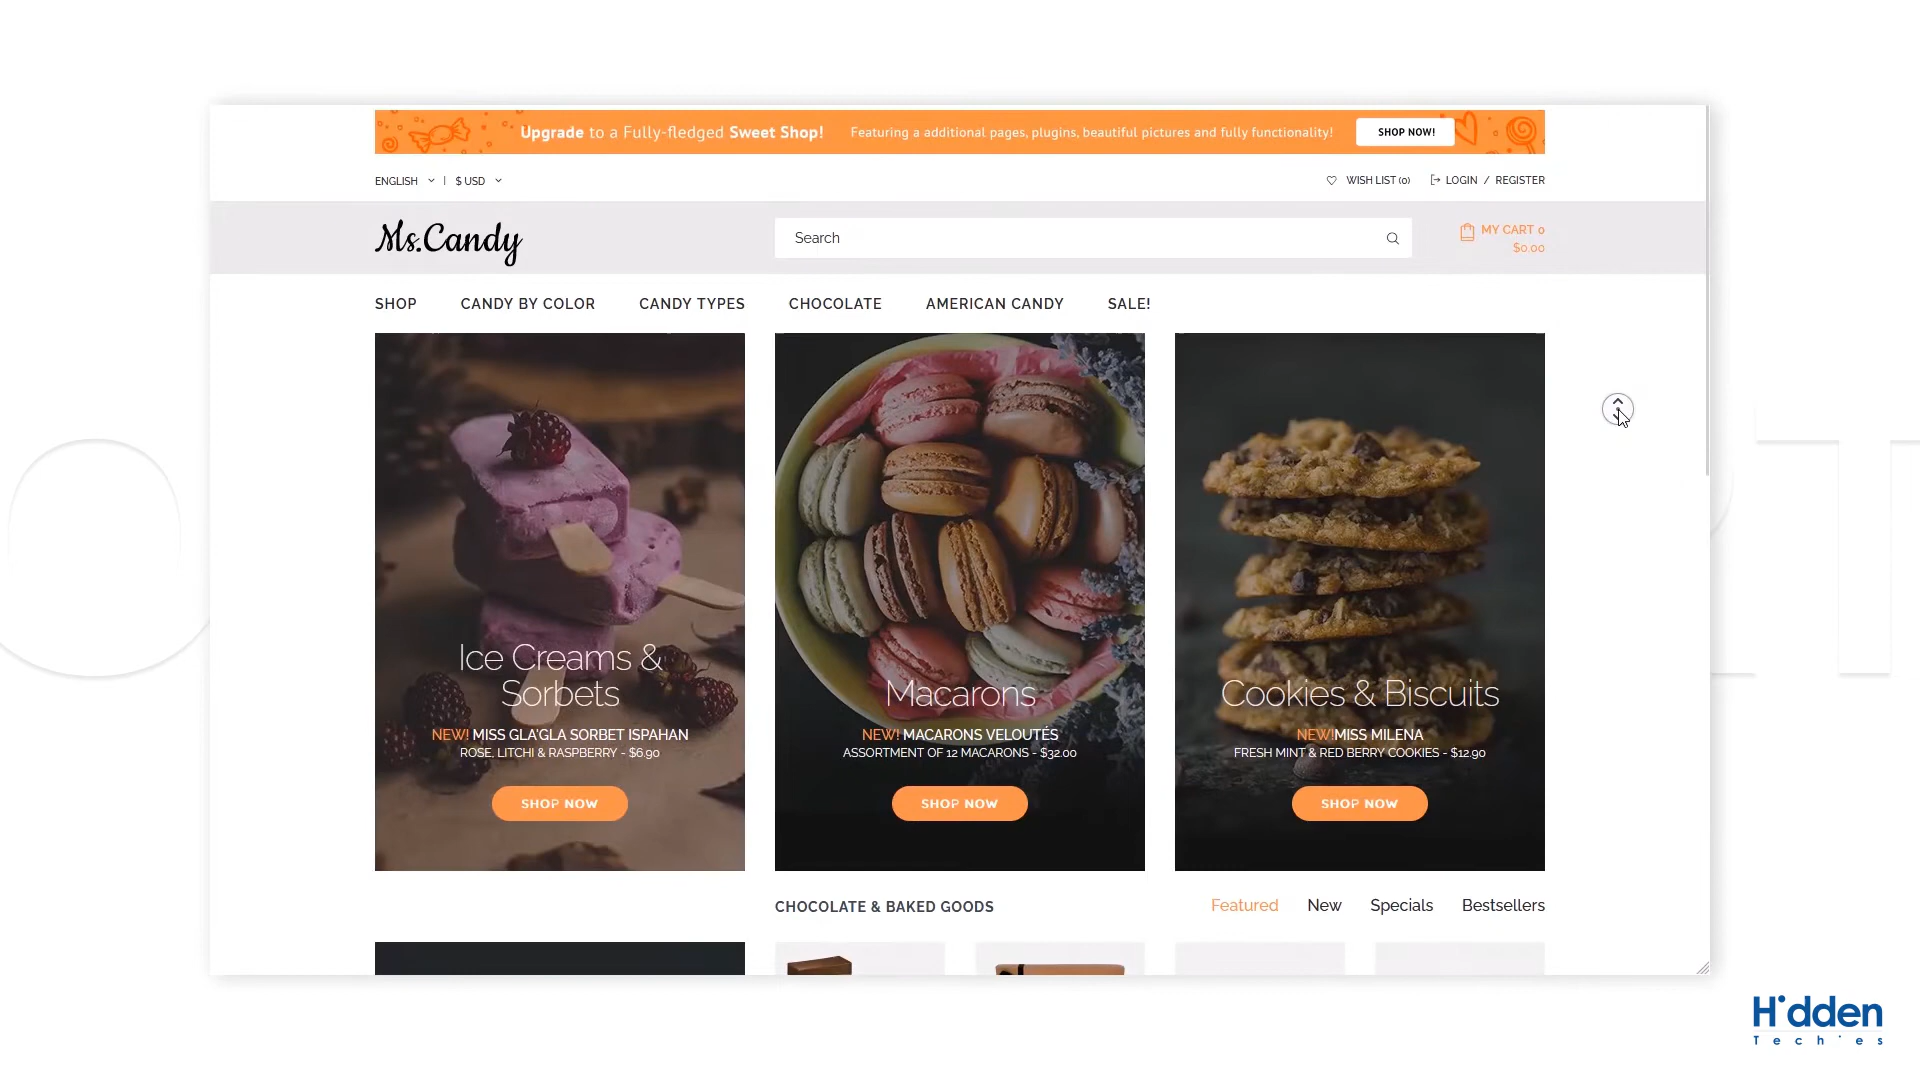 Upgrade to a Fully-fledged Sweet Shop! Featuring a additional pages, plugins, beautiful pictures and fully functionality! SHOP NOW!
ENGLISH | $ USD WISH LIST (0) LOGIN / REGISTER
Ms.Candy Search MY CART 0
$0.00
SHOP CANDY BY COLOR CANDY TYPES CHOCOLATE AMERICAN CANDY SALE!
Ice Creams &
Sorbets
NEW! MISS GLA'GLA SORBET ISPAHAN
ROSE, LITCHI & RASPBERRY - $6.90
SHOP NOW
Macarons
NEW! MACARONS VELOUTÉS
ASSORTMENT OF 12 MACARONS - $32.00
SHOP NOW
Cookies & Biscuits
NEW!MISS MILENA
FRESH MINT & RED BERRY COOKIES - $12.90
SHOP NOW
CHOCOLATE & BAKED GOODS Featured New Specials Bestsellers
Hidden
Techies